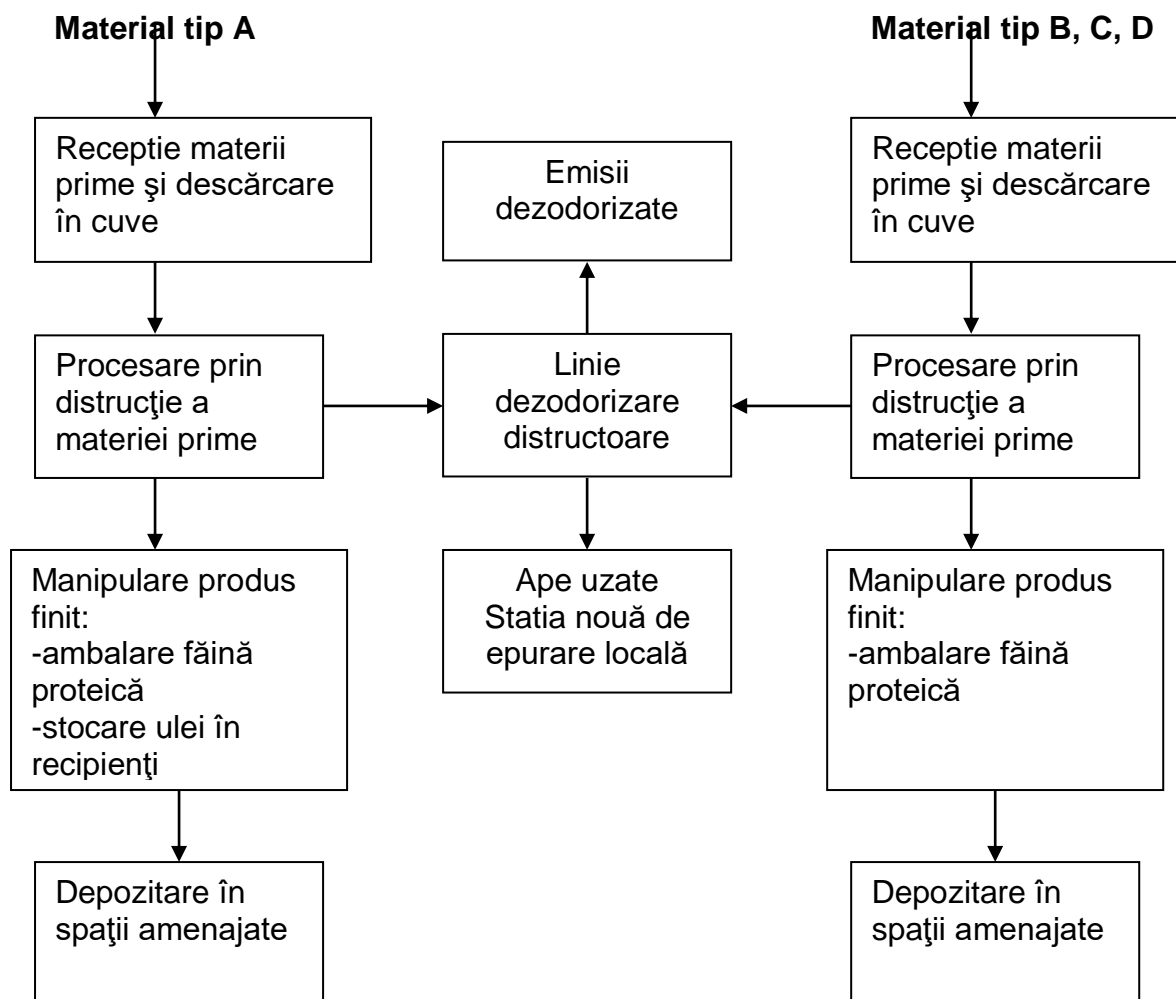 Material tip A
Material tip B, C, D
Receptie materii
prime şi descărcare
în cuve
Emisii
dezodorizate
Receptie materii
prime şi descărcare
în cuve
Procesare prin
distrucţie a
materiei prime
Linie
dezodorizare
distructoare
Procesare prin
distrucţie a
materiei prime
Manipulare produs
finit:
-ambalare făină
proteică
-stocare ulei în
recipienţi
Ape uzate
Statia nouă de
epurare locală
Manipulare produs
finit:
-ambalare făină
proteică
Depozitare în
spaţii amenajate
Depozitare în
spaţii amenajate